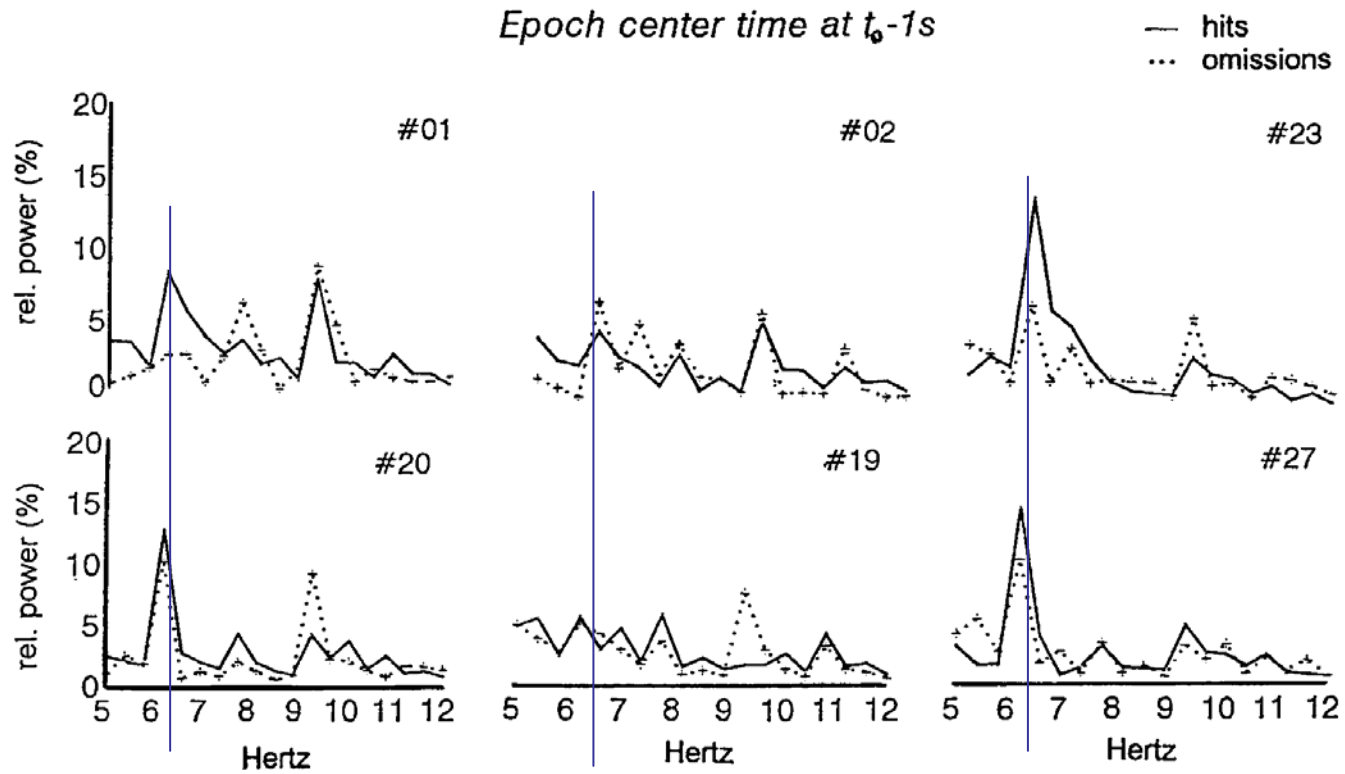 Epoch center time at t₀-1s
— hits
··· omissions
rel. power (%)
20
15
10
5
0
#01
#02
#23
rel. power (%)
20
15
10
5
0
#20
#19
#27
5 6 7 8 9 10 11 12
5 6 7 8 9 10 11 12
5 6 7 8 9 10 11 12
Hertz
Hertz
Hertz